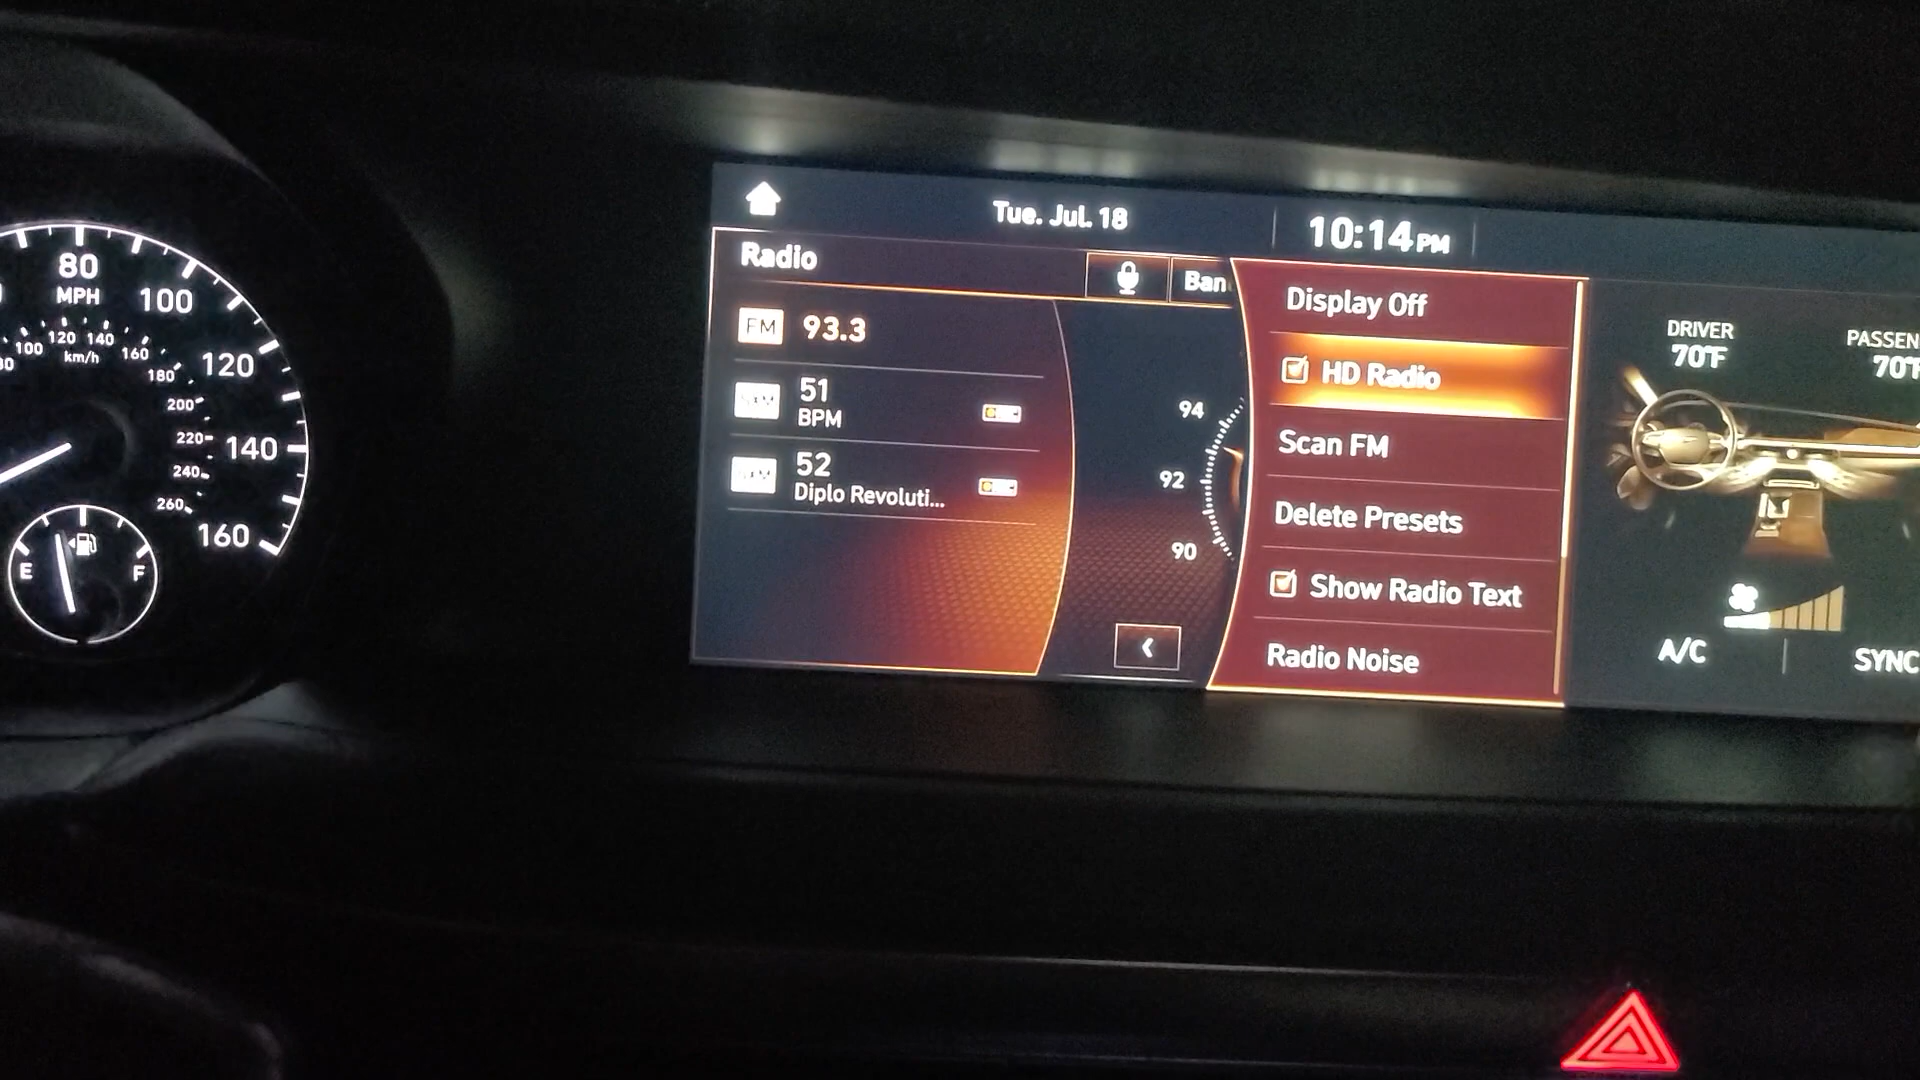 80
MPH
100
120
140
160
100
120
140
160
180
200
220
240
260
km/h
E
F
Tue. Jul. 18
10:14 PM
Radio
Ban
FM 93.3
51
BPM
52
Diplo Revoluti...
94
92
90
Display Off
HD Radio
Scan FM
Delete Presets
Show Radio Text
Radio Noise
DRIVER
70°F
PASSEN
70°F
A/C
SYNC